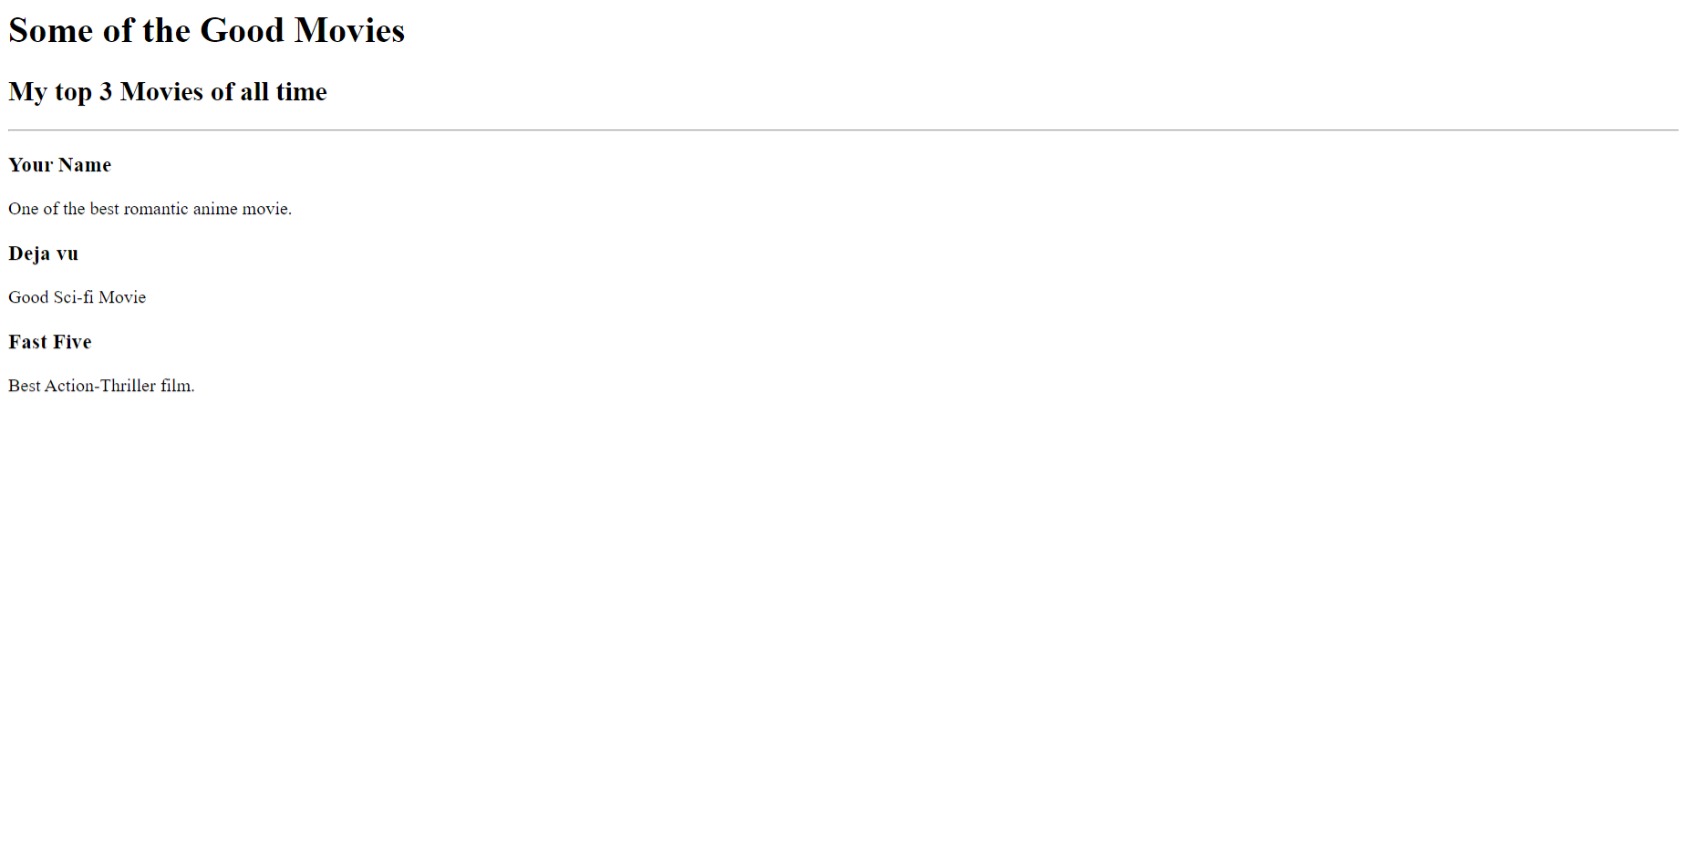 Some of the Good Movies
My top 3 Movies of all time
Your Name
One of the best romantic anime movie.
Deja vu
Good Sci-fi Movie
Fast Five
Best Action-Thriller film.